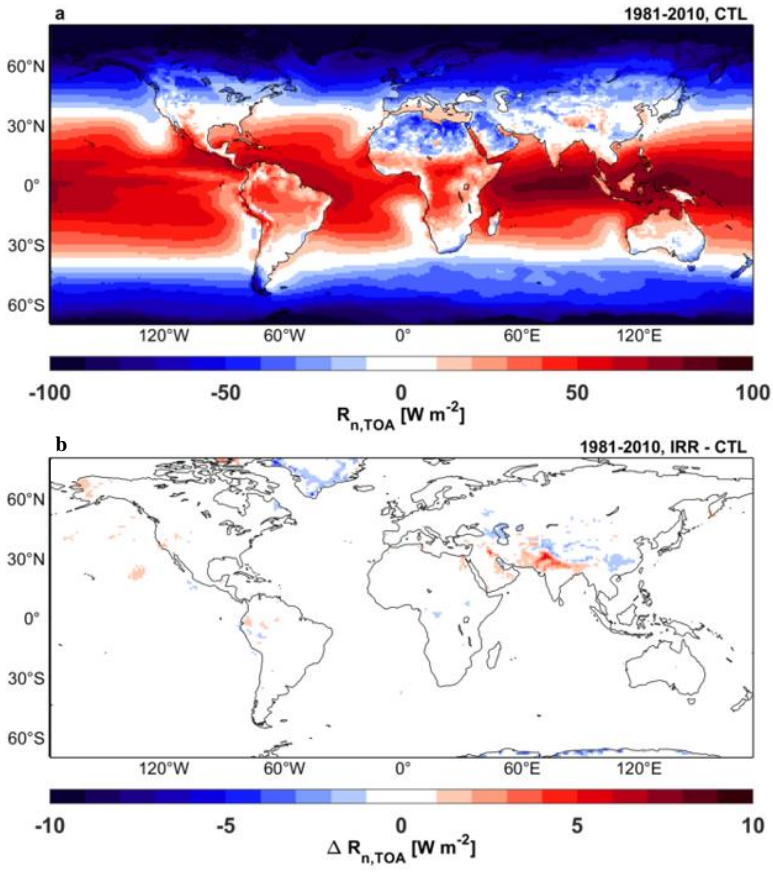 a
1981-2010, CTL
60°N
30°N
0°
30°S
60°S
120°W 60°W 0° 60°E 120°E
-100 -50 0 50 100
Rn,TOA [W m-2]
b
1981-2010, IRR - CTL
60°N
30°N
0°
30°S
60°S
120°W 60°W 0° 60°E 120°E
-10 -5 0 5 10
Δ Rn,TOA [W m-2]